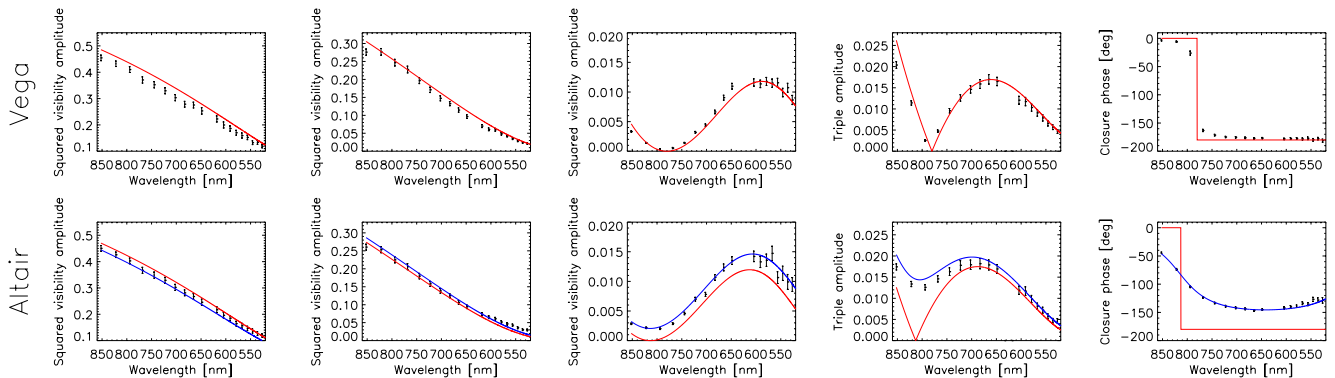 Vega
Squared visibility amplitude
0.5
0.4
0.3
0.2
0.1
850 800 750 700 650 600 550
Wavelength [nm]
Squared visibility amplitude
0.30
0.25
0.20
0.15
0.10
0.05
0.00
850 800 750 700 650 600 550
Wavelength [nm]
Squared visibility amplitude
0.020
0.015
0.010
0.005
0.000
850 800 750 700 650 600 550
Wavelength [nm]
Triple amplitude
0.025
0.020
0.015
0.010
0.005
0.000
850 800 750 700 650 600 550
Wavelength [nm]
Closure phase [deg]
0
−50
−100
−150
−200
850 800 750 700 650 600 550
Wavelength [nm]
Altair
Squared visibility amplitude
0.5
0.4
0.3
0.2
0.1
850 800 750 700 650 600 550
Wavelength [nm]
Squared visibility amplitude
0.30
0.25
0.20
0.15
0.10
0.05
0.00
850 800 750 700 650 600 550
Wavelength [nm]
Squared visibility amplitude
0.020
0.015
0.010
0.005
0.000
850 800 750 700 650 600 550
Wavelength [nm]
Triple amplitude
0.025
0.020
0.015
0.010
0.005
0.000
850 800 750 700 650 600 550
Wavelength [nm]
Closure phase [deg]
0
−50
−100
−150
−200
850 800 750 700 650 600 550
Wavelength [nm]